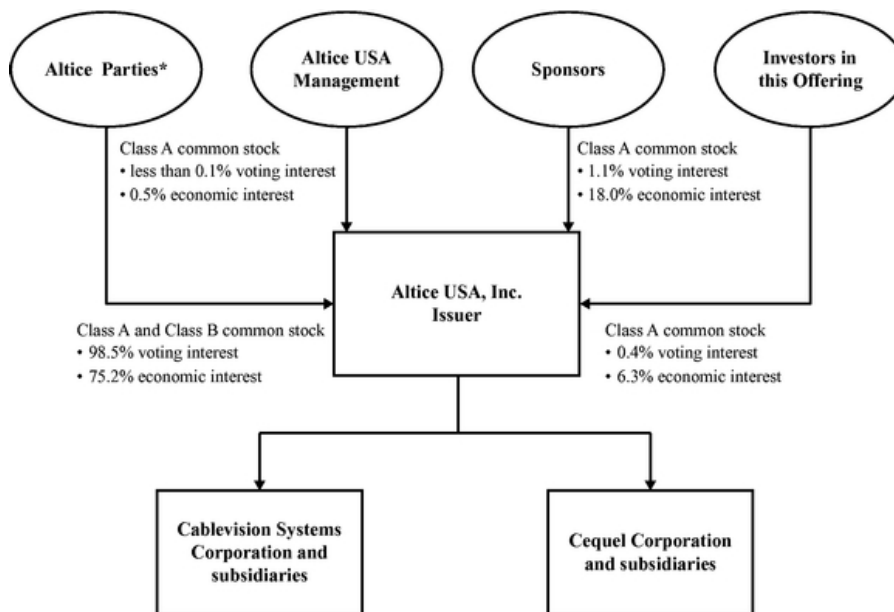 Altice Parties*
Altice USA
Management
Sponsors
Investors in
this Offering
Class A common stock
• less than 0.1% voting interest
• 0.5% economic interest
Class A common stock
• 1.1% voting interest
• 18.0% economic interest
Altice USA, Inc.
Issuer
Class A and Class B common stock
• 98.5% voting interest
• 75.2% economic interest
Class A common stock
• 0.4% voting interest
• 6.3% economic interest
Cablevision Systems
Corporation and
subsidiaries
Cequel Corporation
and subsidiaries